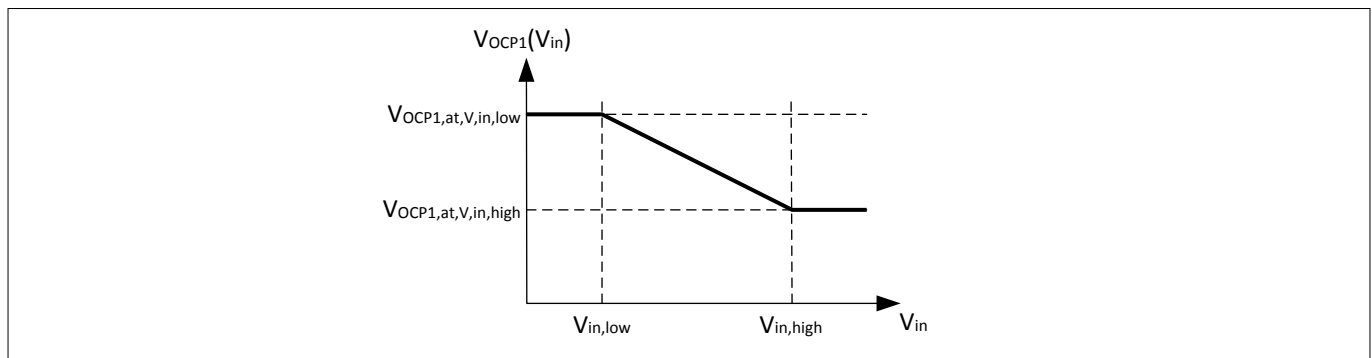 VOCP1(Vin)
VOCP1,at,V,in,low
VOCP1,at,V,in,high
Vin,low
Vin,high
Vin